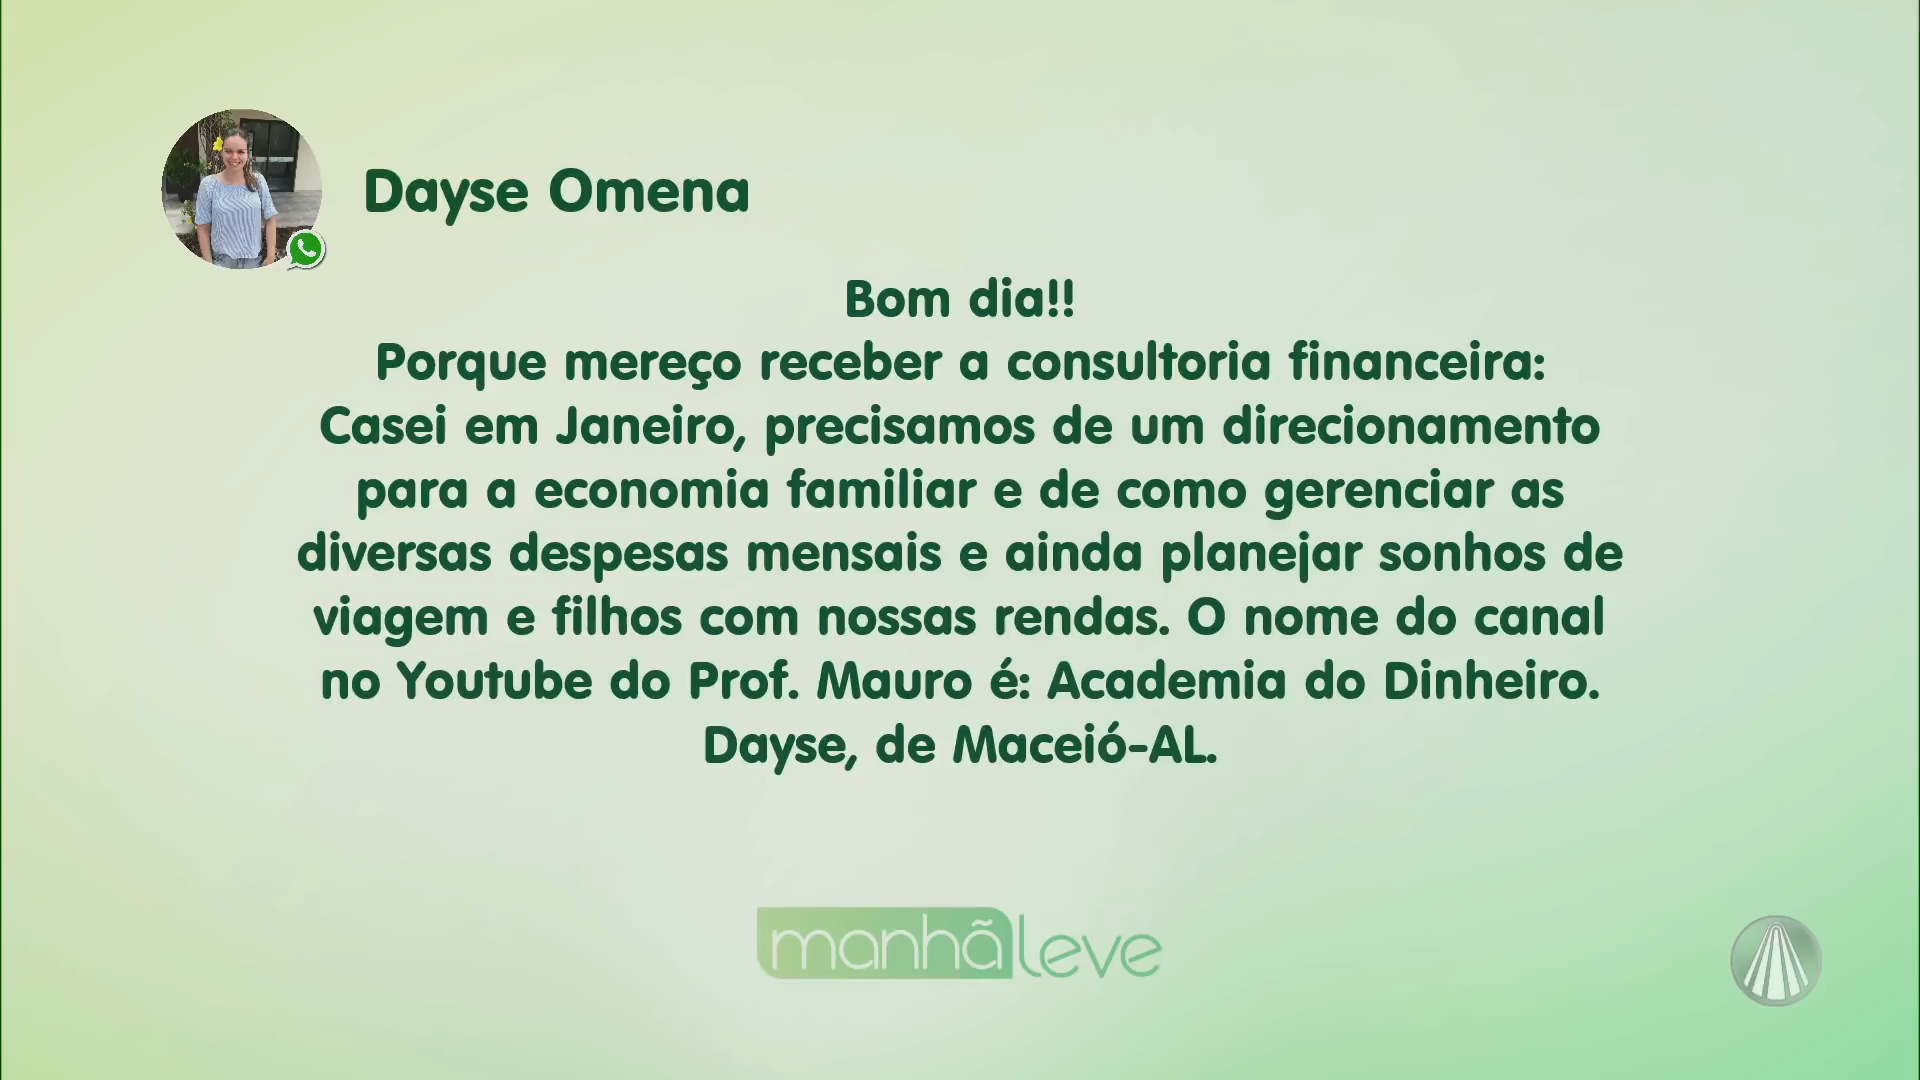 Dayse Omena
Bom dia!!
Porque mereço receber a consultoria financeira:
Casei em Janeiro, precisamos de um direcionamento
para a economia familiar e de como gerenciar as
diversas despesas mensais e ainda planejar sonhos de
viagem e filhos com nossas rendas. O nome do canal
no Youtube do Prof. Mauro é: Academia do Dinheiro.
Dayse, de Maceió-AL.
manhã leve